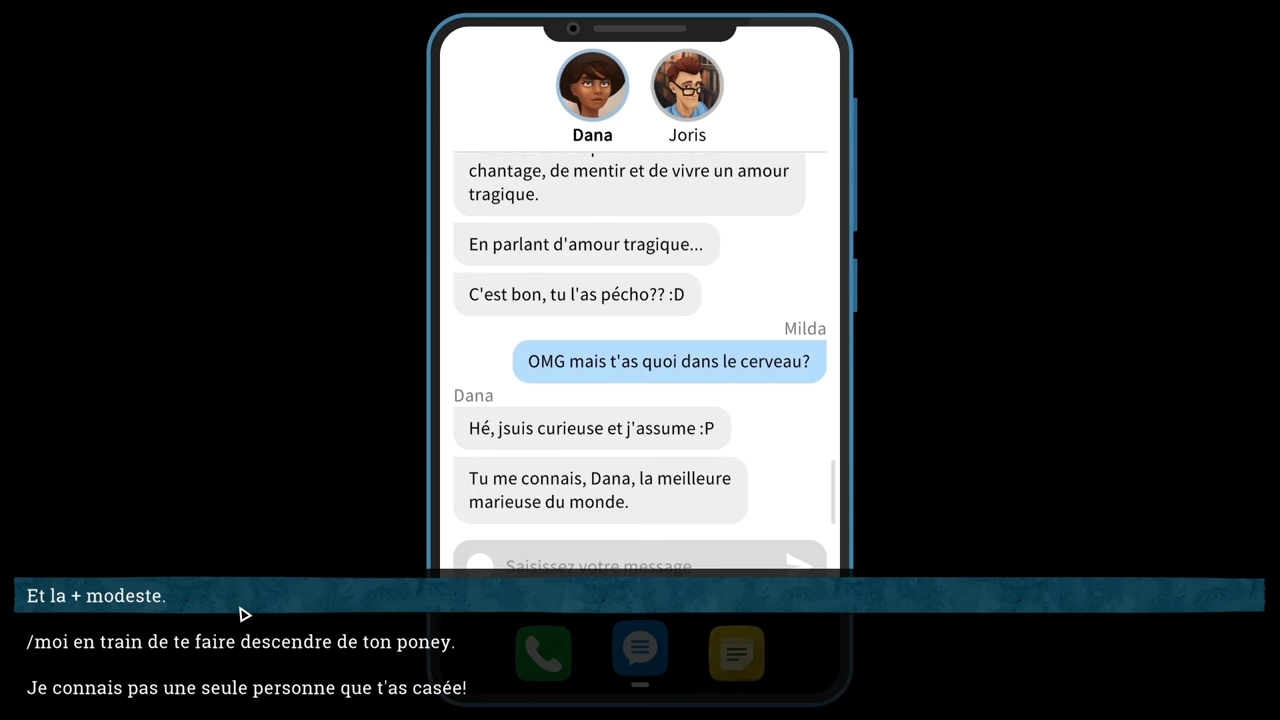 Dana
Joris
chantage, de mentir et de vivre un amour
tragique.
En parlant d'amour tragique...
C'est bon, tu l'as pécho?? :D
Milda
OMG mais t'as quoi dans le cerveau?
Dana
Hé, jsuis curieuse et j'assume :P
Tu me connais, Dana, la meilleure
marieuse du monde.
Saisissez votre message
Et la + modeste.
/moi en train de te faire descendre de ton poney.
Je connais pas une seule personne que t'as casée!